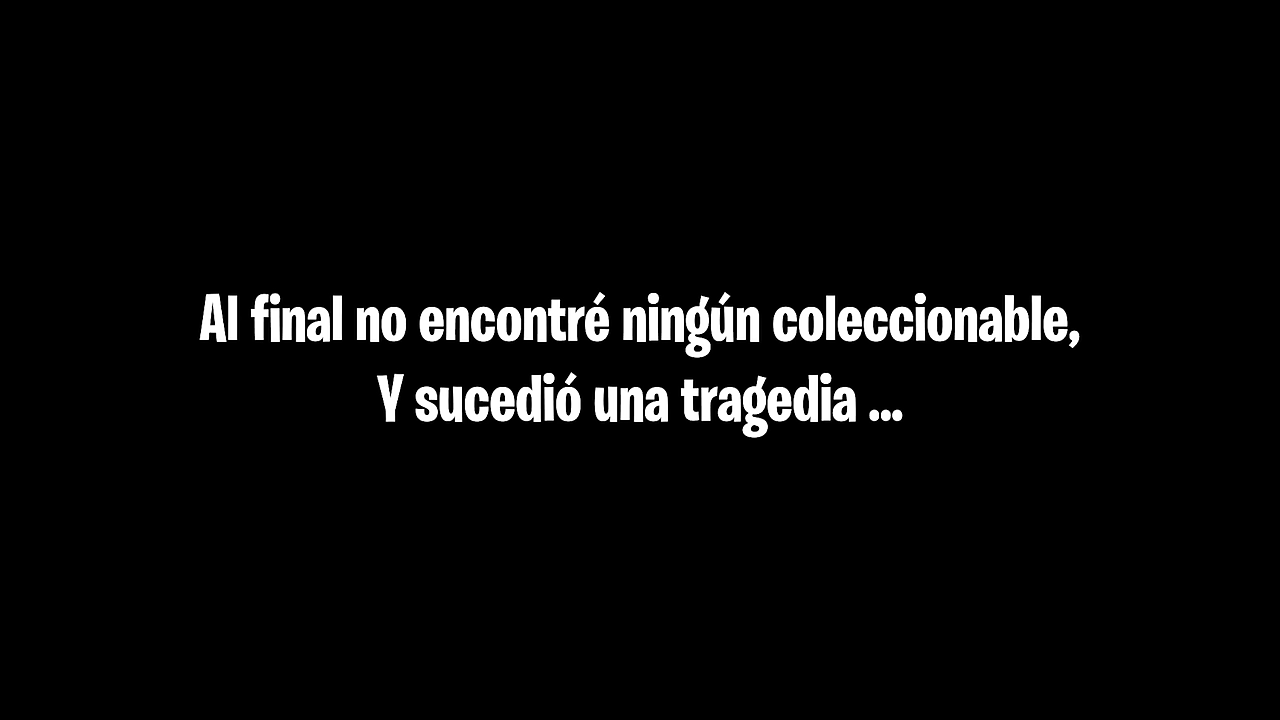 Al final no encontré ningún coleccionable,
Y sucedió una tragedia ...